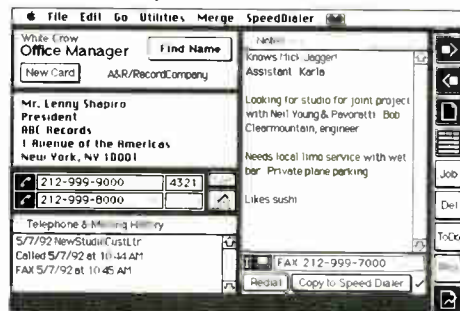 File Edit Go Utilities Merge SpeedDialer
White Crow
Office Manager
Find Name
New Card
A&R/RecordCompany
Mr. Lenny Shapiro
President
ABC Records
1 Avenue of the Americas
New York, NY 10001
212-999-9000 4321
212-999-8000
Telephone & Mailing History
5/7/92 NewStudioCustLtr
Called 5/7/92 at 10:44 AM
FAX 5/7/92 at 10:45 AM
Notes
Knows Mick Jagger!
Assistant Karla
Looking for studio for joint project
with Neil Young & Pavoratti Bob
Clearmountain, engineer
Needs local limo service with wet
bar Private plane parking
Likes sushi
FAX 212-999-7000
Redial Copy to Speed Dialer
Job
Del
ToDo